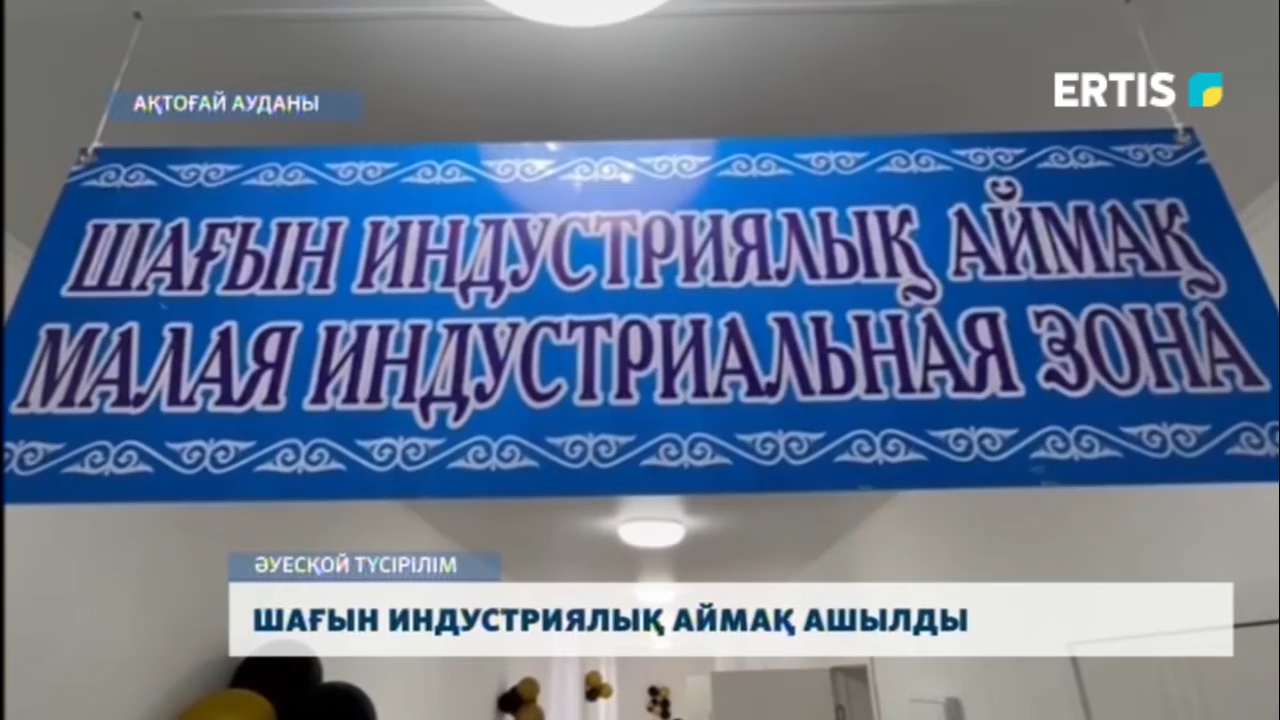 АҚТОҒАЙ АУДАНЫ
ERTIS
ШАҒЫН ИНДУСТРИЯЛЫҚ АЙМАҚ
МАЛАЯ ИНДУСТРИАЛЬНАЯ ЗОНА
ӘУЕСҚОЙ ТҮСІРІЛІМ
ШАҒЫН ИНДУСТРИЯЛЫҚ АЙМАҚ АШЫЛДЫ